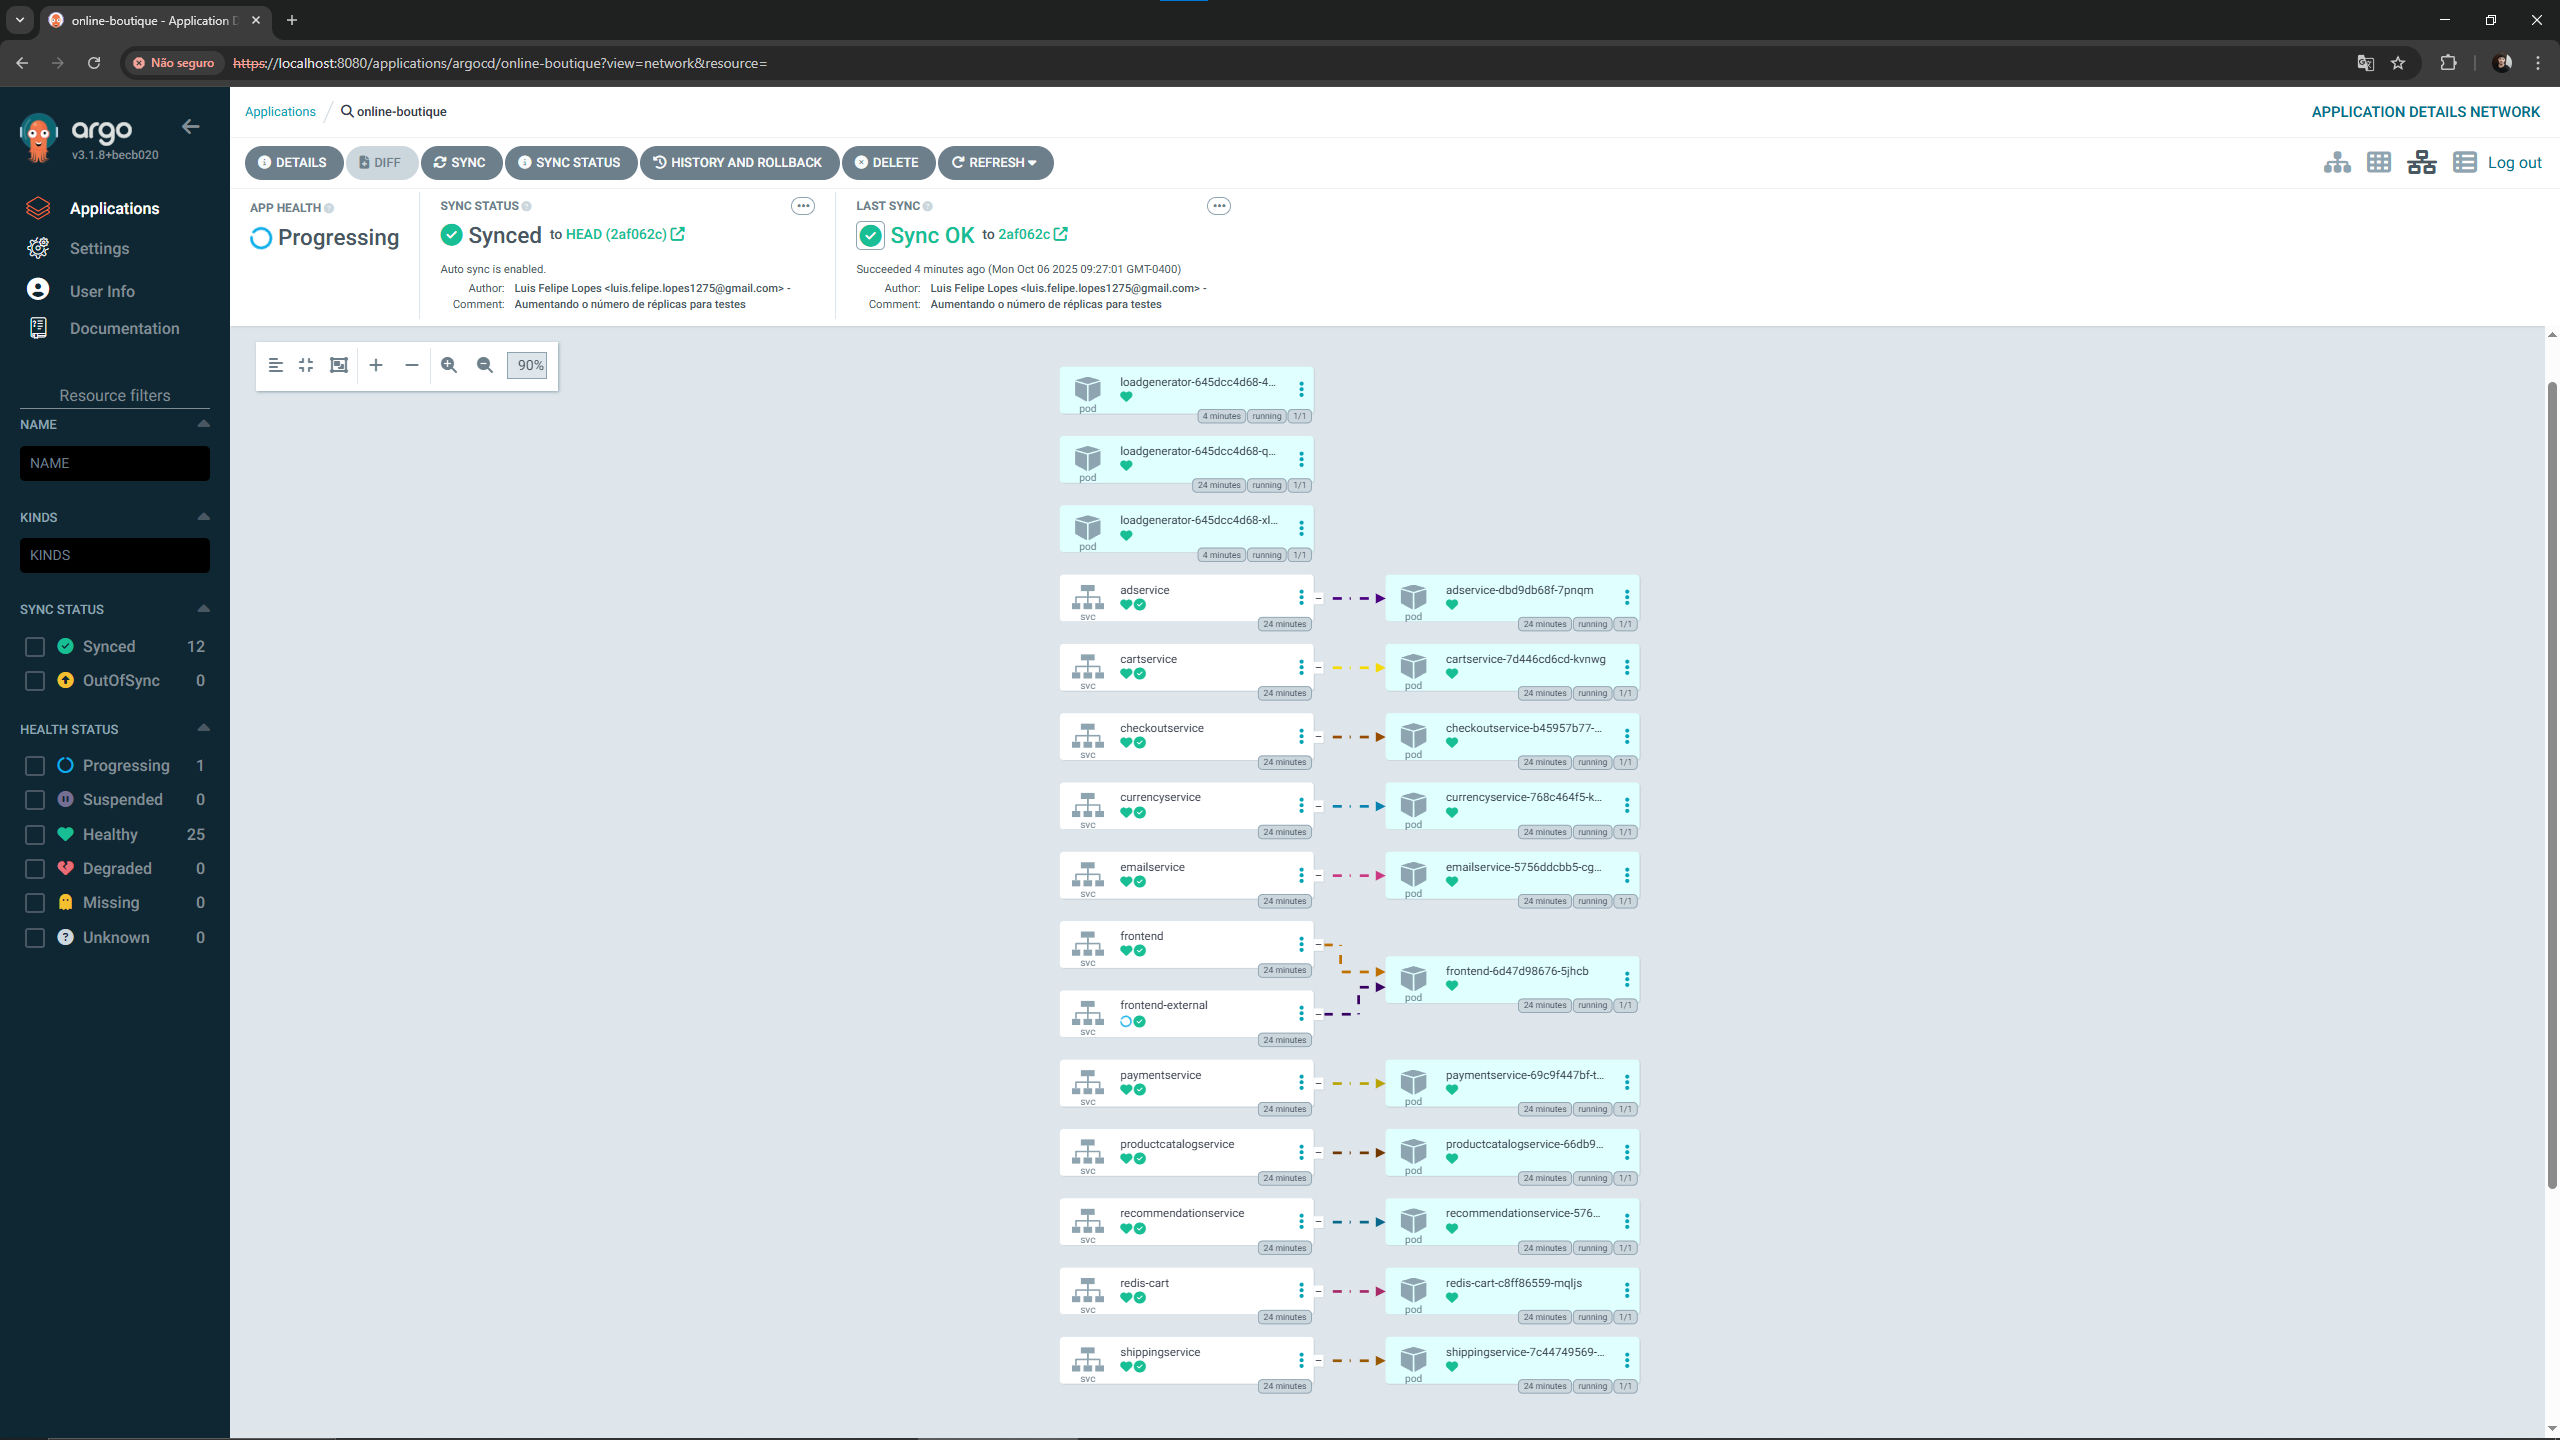 online-boutique - Application D
Não seguro
https://localhost:8080/applications/argocd/online-boutique?view=network&resource=
argo
v3.1.8+becb020
Applications
Settings
User Info
Documentation
Resource filters
NAME
NAME
KINDS
KINDS
SYNC STATUS
Synced 12
OutOfSync 0
HEALTH STATUS
Progressing 1
Suspended 0
Healthy 25
Degraded 0
Missing 0
Unknown 0
Applications / online-boutique
APPLICATION DETAILS NETWORK
DETAILS DIFF SYNC SYNC STATUS HISTORY AND ROLLBACK DELETE REFRESH
Log out
APP HEALTH
Progressing
SYNC STATUS
Synced to HEAD (2af062c)
Auto sync is enabled.
Author: Luis Felipe Lopes <luis.felipe.lopes1275@gmail.com> -
Comment: Aumentando o número de réplicas para testes
LAST SYNC
Sync OK to 2af062c
Succeeded 4 minutes ago (Mon Oct 06 2025 09:27:01 GMT-0400)
Author: Luis Felipe Lopes <luis.felipe.lopes1275@gmail.com> -
Comment: Aumentando o número de réplicas para testes
90%
loadgenerator-645dcc4d68-4...
pod
4 minutes running 1/1
loadgenerator-645dcc4d68-q...
pod
24 minutes running 1/1
loadgenerator-645dcc4d68-xl...
pod
4 minutes running 1/1
adservice
svc
24 minutes
adservice-dbd9db68f-7pnqm
pod
24 minutes running 1/1
cartservice
svc
24 minutes
cartservice-7d446cd6cd-kvnwg
pod
24 minutes running 1/1
checkoutservice
svc
24 minutes
checkoutservice-b45957b77-...
pod
24 minutes running 1/1
currencyservice
svc
24 minutes
currencyservice-768c464f5-k...
pod
24 minutes running 1/1
emailservice
svc
24 minutes
emailservice-5756ddcbb5-cg...
pod
24 minutes running 1/1
frontend
svc
24 minutes
frontend-6d47d98676-5jhcb
pod
24 minutes running 1/1
frontend-external
svc
24 minutes
paymentservice
svc
24 minutes
paymentservice-69c9f447bf-t...
pod
24 minutes running 1/1
productcatalogservice
svc
24 minutes
productcatalogservice-66db9...
pod
24 minutes running 1/1
recommendationservice
svc
24 minutes
recommendationservice-576...
pod
24 minutes running 1/1
redis-cart
svc
24 minutes
redis-cart-c8ff86559-mqljs
pod
24 minutes running 1/1
shippingservice
svc
24 minutes
shippingservice-7c44749569-...
pod
24 minutes running 1/1